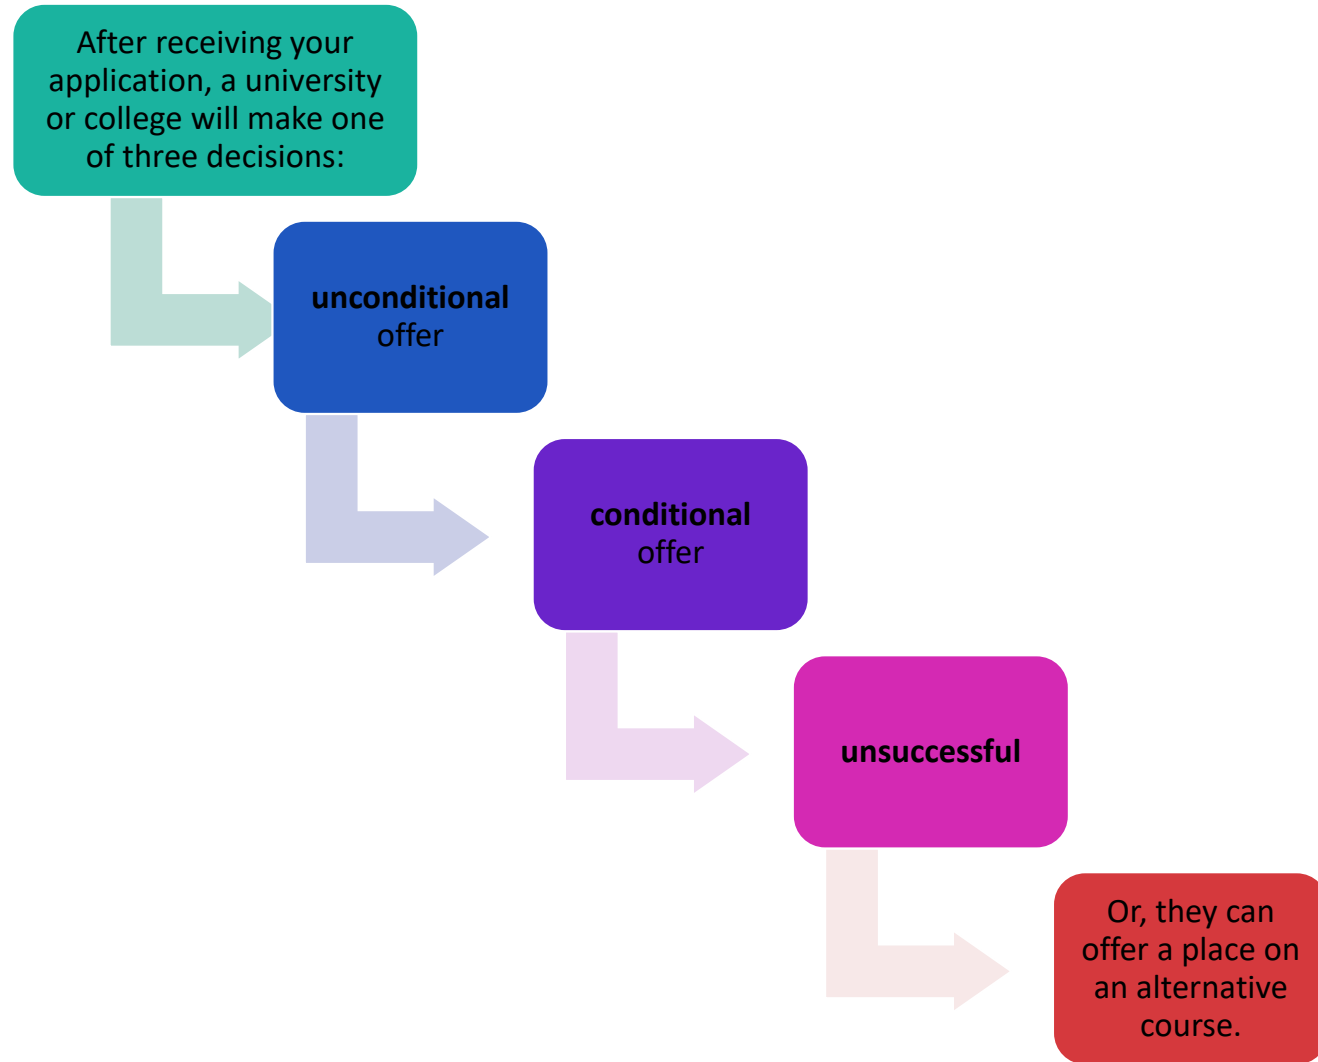 After receiving your
application, a university
or college will make one
of three decisions:
unconditional
offer
conditional
offer
unsuccessful
Or, they can
offer a place on
an alternative
course.